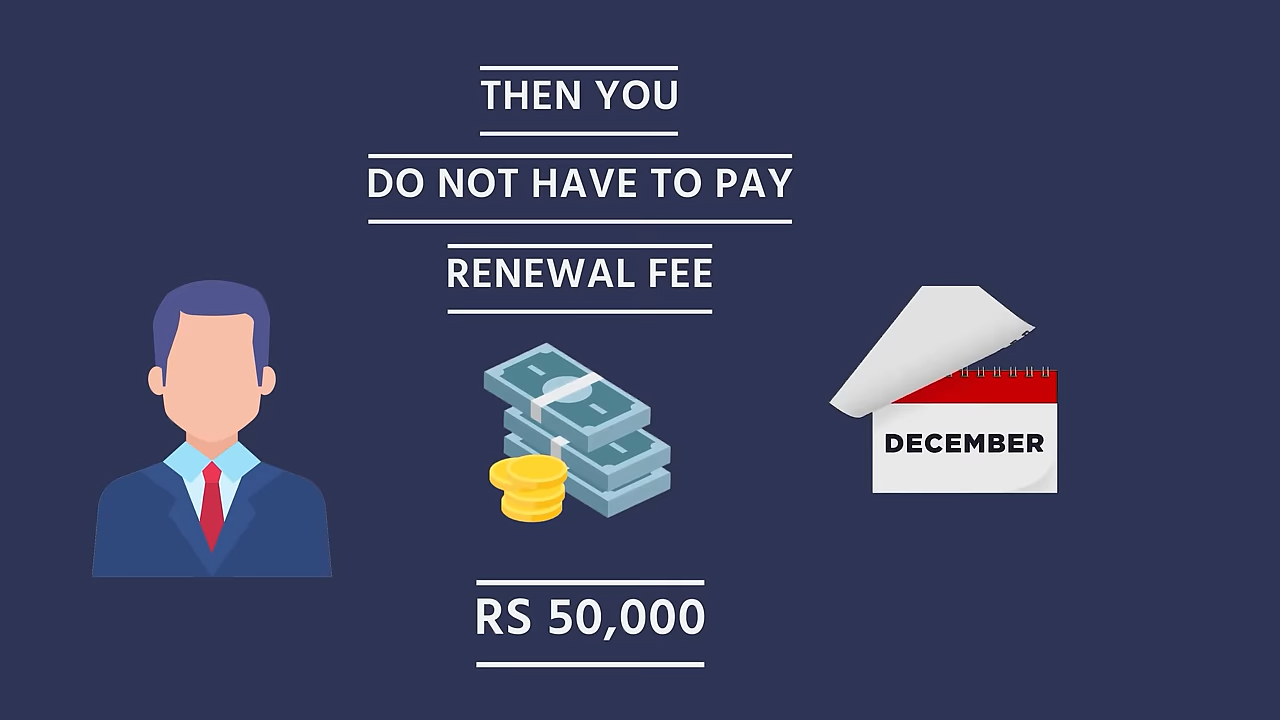 THEN YOU
DO NOT HAVE TO PAY
RENEWAL FEE
DECEMBER
RS 50,000